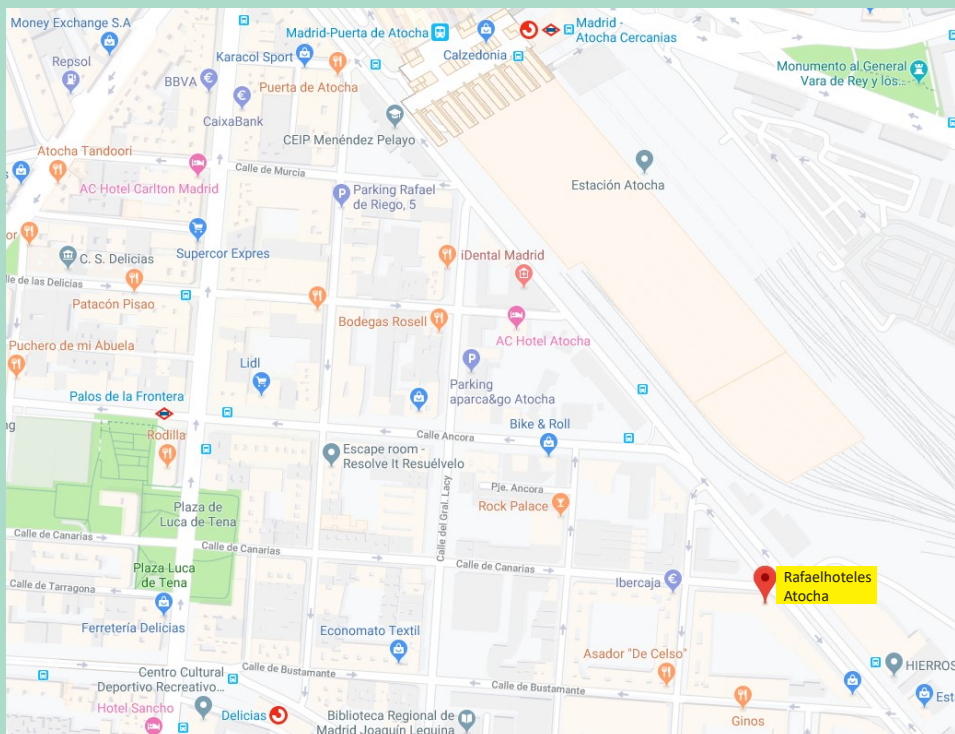 Money Exchange S.A
Repsol
BBVA
CaixaBank
Karacol Sport
Madrid-Puerta de Atocha
Puerta de Atocha
Calzedonia
Madrid -
Atocha Cercanias
Monumento al General
Vara de Rey y los...
CEIP Menéndez Pelayo
Atocha Tandoori
AC Hotel Carlton Madrid
Calle de Murcia
P
Parking Rafael
de Riego, 5
Estación Atocha
Supercor Expres
C. S. Delicias
iDental Madrid
lle de las Delicias
Patacón Pisao
Bodegas Rosell
AC Hotel Atocha
Puchero de mi Abuela
Lidl
P
Parking
aparca&go Atocha
Palos de la Frontera
Rodilla
Calle Ancora
Bike & Roll
Escape room -
Resolve It Resuélvelo
Calle del Gral. Lacy
Pje. Ancora
Rock Palace
Plaza de
Luca de Tena
Calle de Canarias
Calle de Canarias
Calle de Canarias
Plaza Luca
de Tena
Calle de Tarragona
Ibercaja
Rafaelhoteles
Atocha
Ferretería Delicias
Economato Textil
Asador "De Celso"
HIERROS
Centro Cultural
Deportivo Recreativo...
Calle de Bustamante
Calle de Bustamante
Hotel Sancho
Delicias
Biblioteca Regional de
Madrid Joaquín Leguina
Ginos
Est